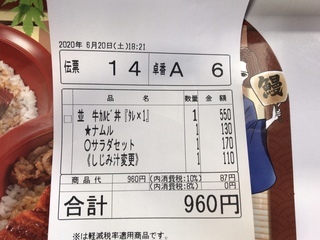 2020年 6月20日(土)18:21
伝票 14 卓番 A 6
品名 数量 金額
並 牛ｶﾙﾋﾞ丼『ﾀﾚ×1』 1 550
★ナムル 1 130
○サラダセット 1 170
《しじみ汁変更》 1 110
商品代 960円(内消費税:10%) 87円
(内消費税:8%) 0円
合計 960円
※は軽減税率適用商品です。
鰻